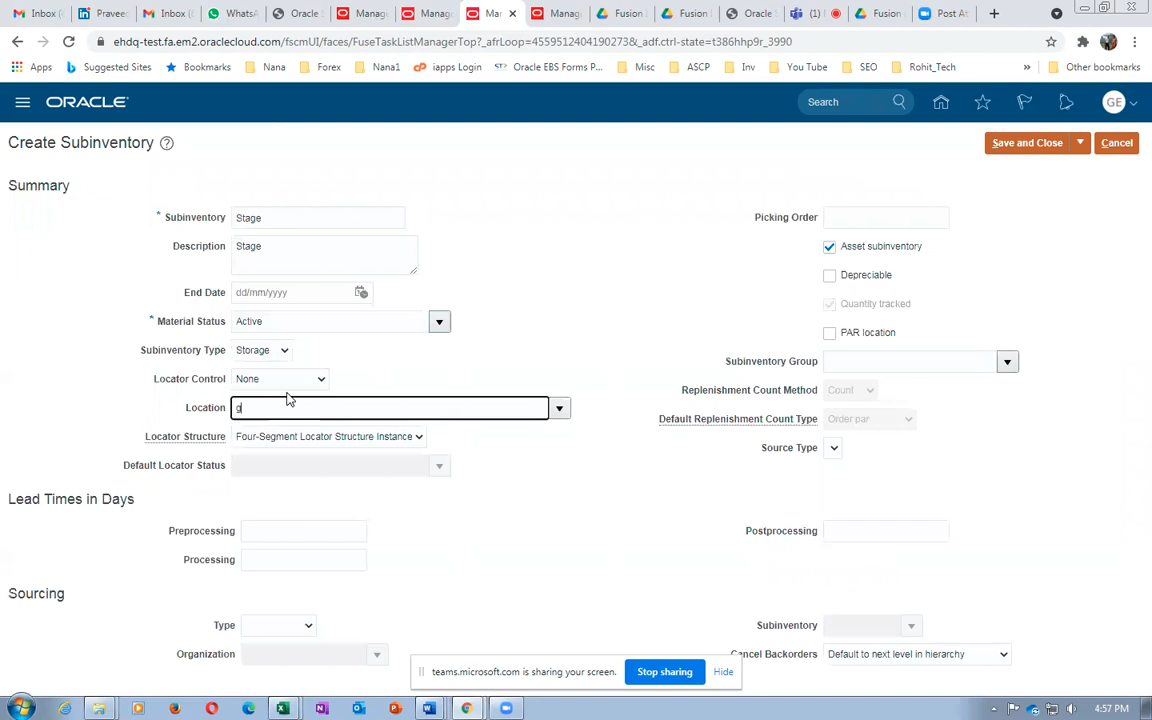 Inbox (
Pravee
Inbox (
WhatsA
Oracle
Manage
Manag
Ma
Manag
Fusion
Fusion
Oracle
(1)
Fusion
Post At
ehdq-test.fa.em2.oraclecloud.com/fscmUI/faces/FuseTaskListManagerTop?_afrLoop=4559512404190273&_adf.ctrl-state=t386hhp9r_3990
Apps Suggested Sites Bookmarks Nana Forex Nana1 iapps Login Oracle EBS Forms P... Misc ASCP Inv You Tube SEO Rohit_Tech » Other bookmarks
ORACLE Search GE
Create Subinventory ? Save and Close Cancel
Summary
* Subinventory Stage Picking Order
Description Stage Asset subinventory
Depreciable
End Date dd/mm/yyyy Quantity tracked
* Material Status Active PAR location
Subinventory Type Storage Subinventory Group
Locator Control None Replenishment Count Method Count
Location g Default Replenishment Count Type Order par
Locator Structure Four-Segment Locator Structure Instance Source Type
Default Locator Status
Lead Times in Days
Preprocessing Postprocessing
Processing
Sourcing
Type Subinventory
Organization Cancel Backorders Default to next level in hierarchy
teams.microsoft.com is sharing your screen. Stop sharing Hide
4:57 PM